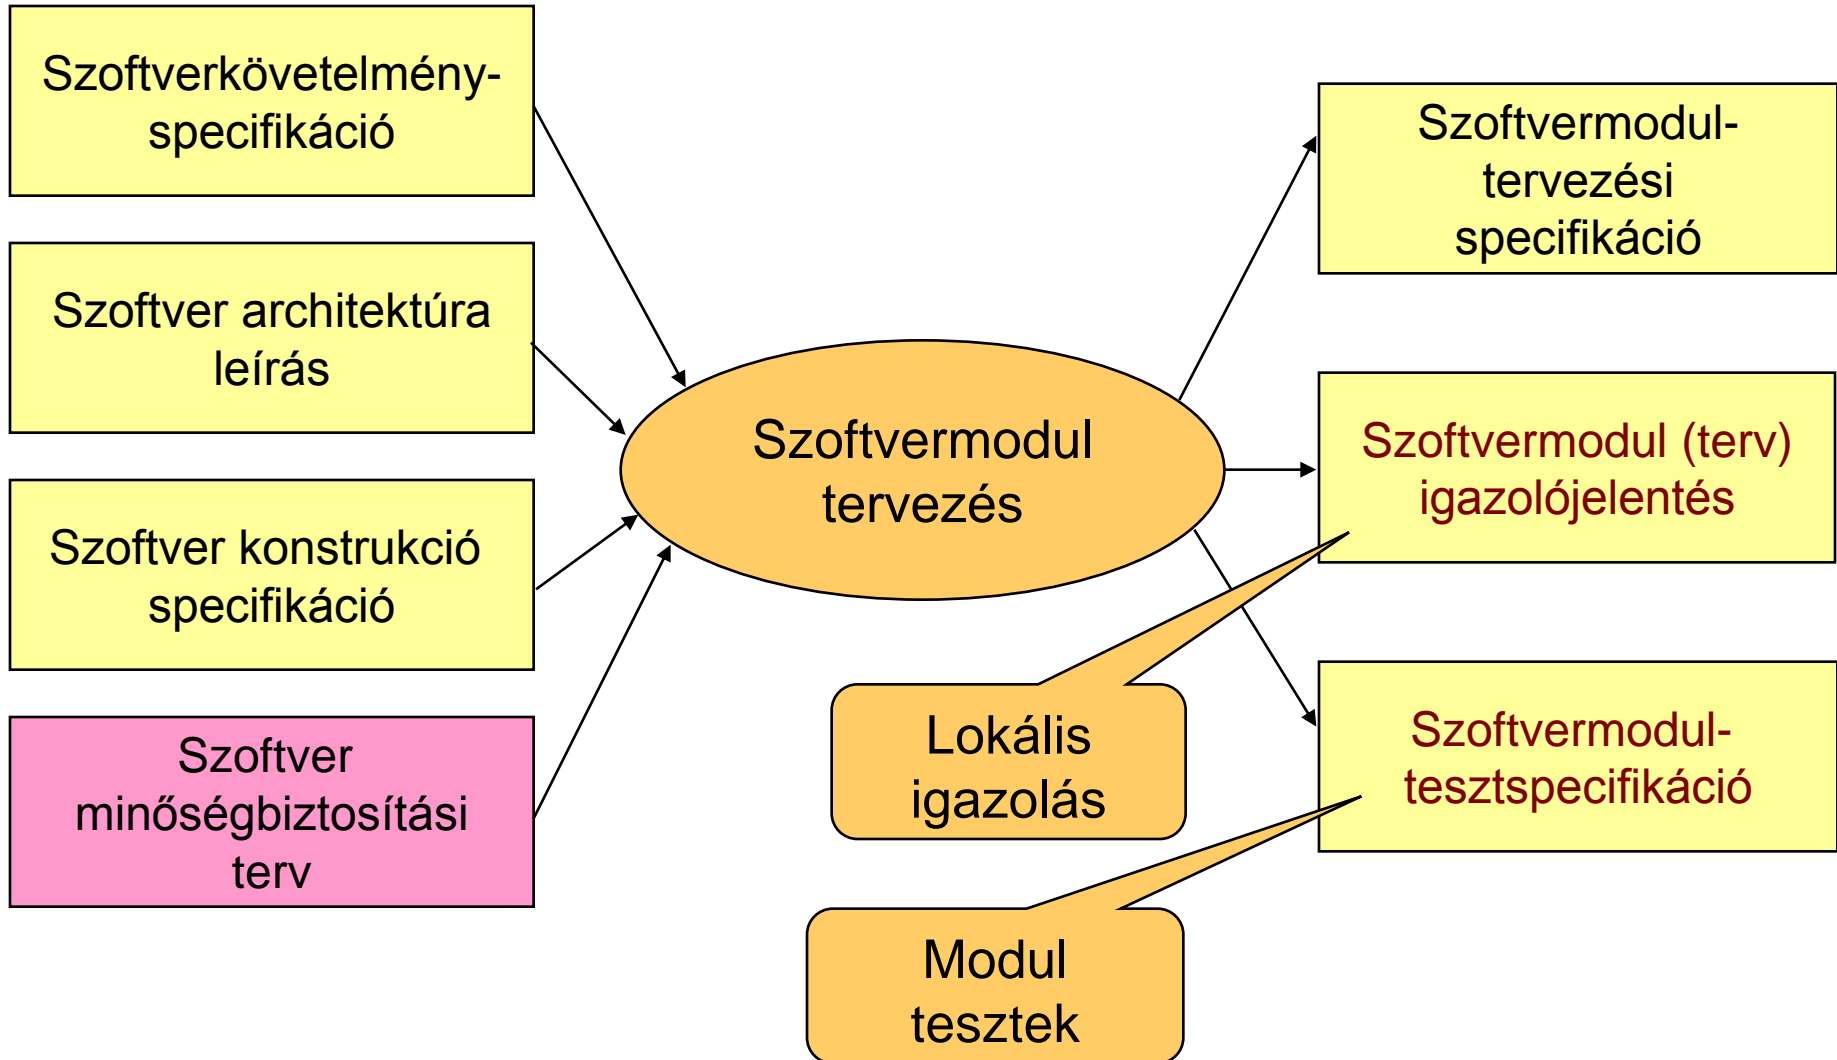 Szoftverkövetelmény-
specifikáció
Szoftver architektúra
leírás
Szoftver konstrukció
specifikáció
Szoftver
minőségbiztosítási
terv
Szoftvermodul
tervezés
Szoftvermodul-
tervezési
specifikáció
Szoftvermodul (terv)
igazolójelentés
Szoftvermodul-
tesztspecifikáció
Lokális
igazolás
Modul
tesztek